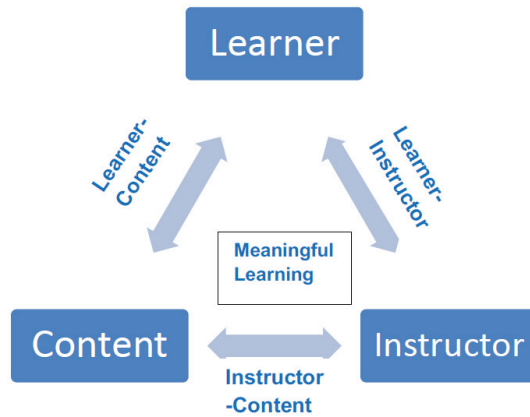 Learner
Learner-
Content
Learner-
Instructor
Meaningful
Learning
Content
Instructor
Instructor
-Content